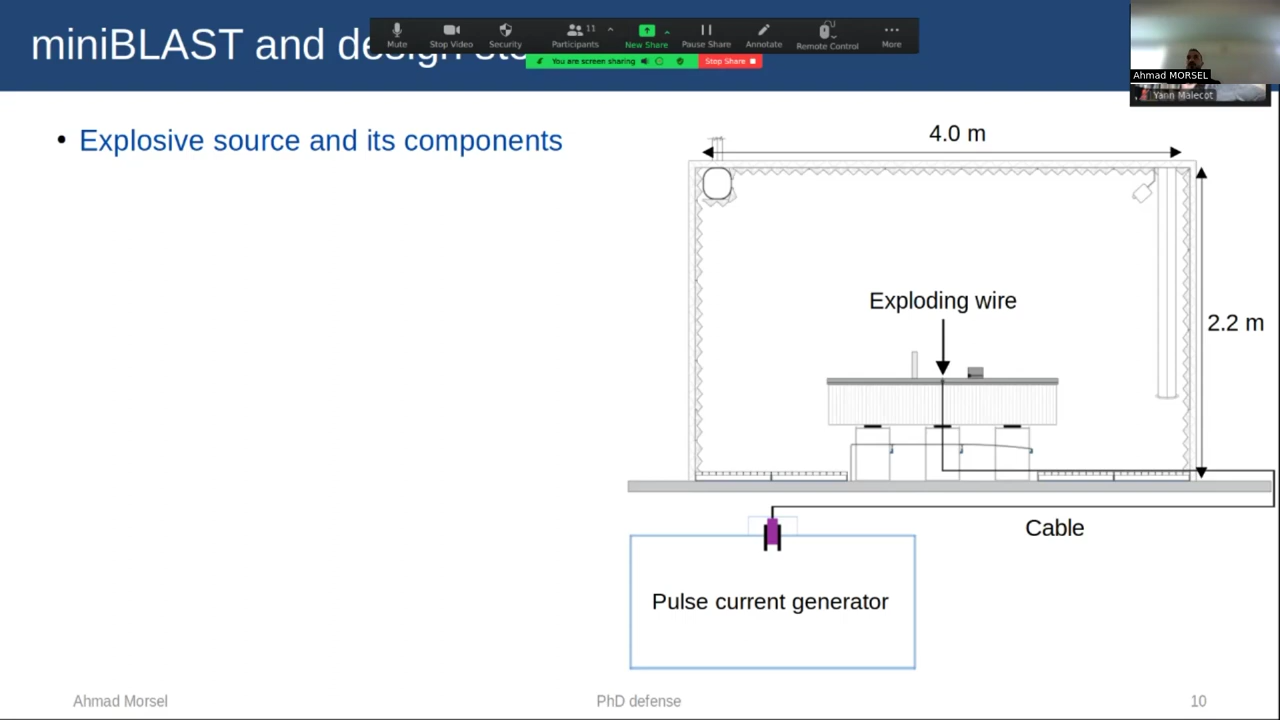 miniBLAST and design ste
Mute
Stop Video
Security
Participants
11
New Share
Pause Share
Annotate
Remote Control
More
You are screen sharing
Stop Share
Ahmad MORSEL
Yann Malecot
• Explosive source and its components
4.0 m
Exploding wire
2.2 m
Cable
Pulse current generator
Ahmad Morsel
PhD defense
10